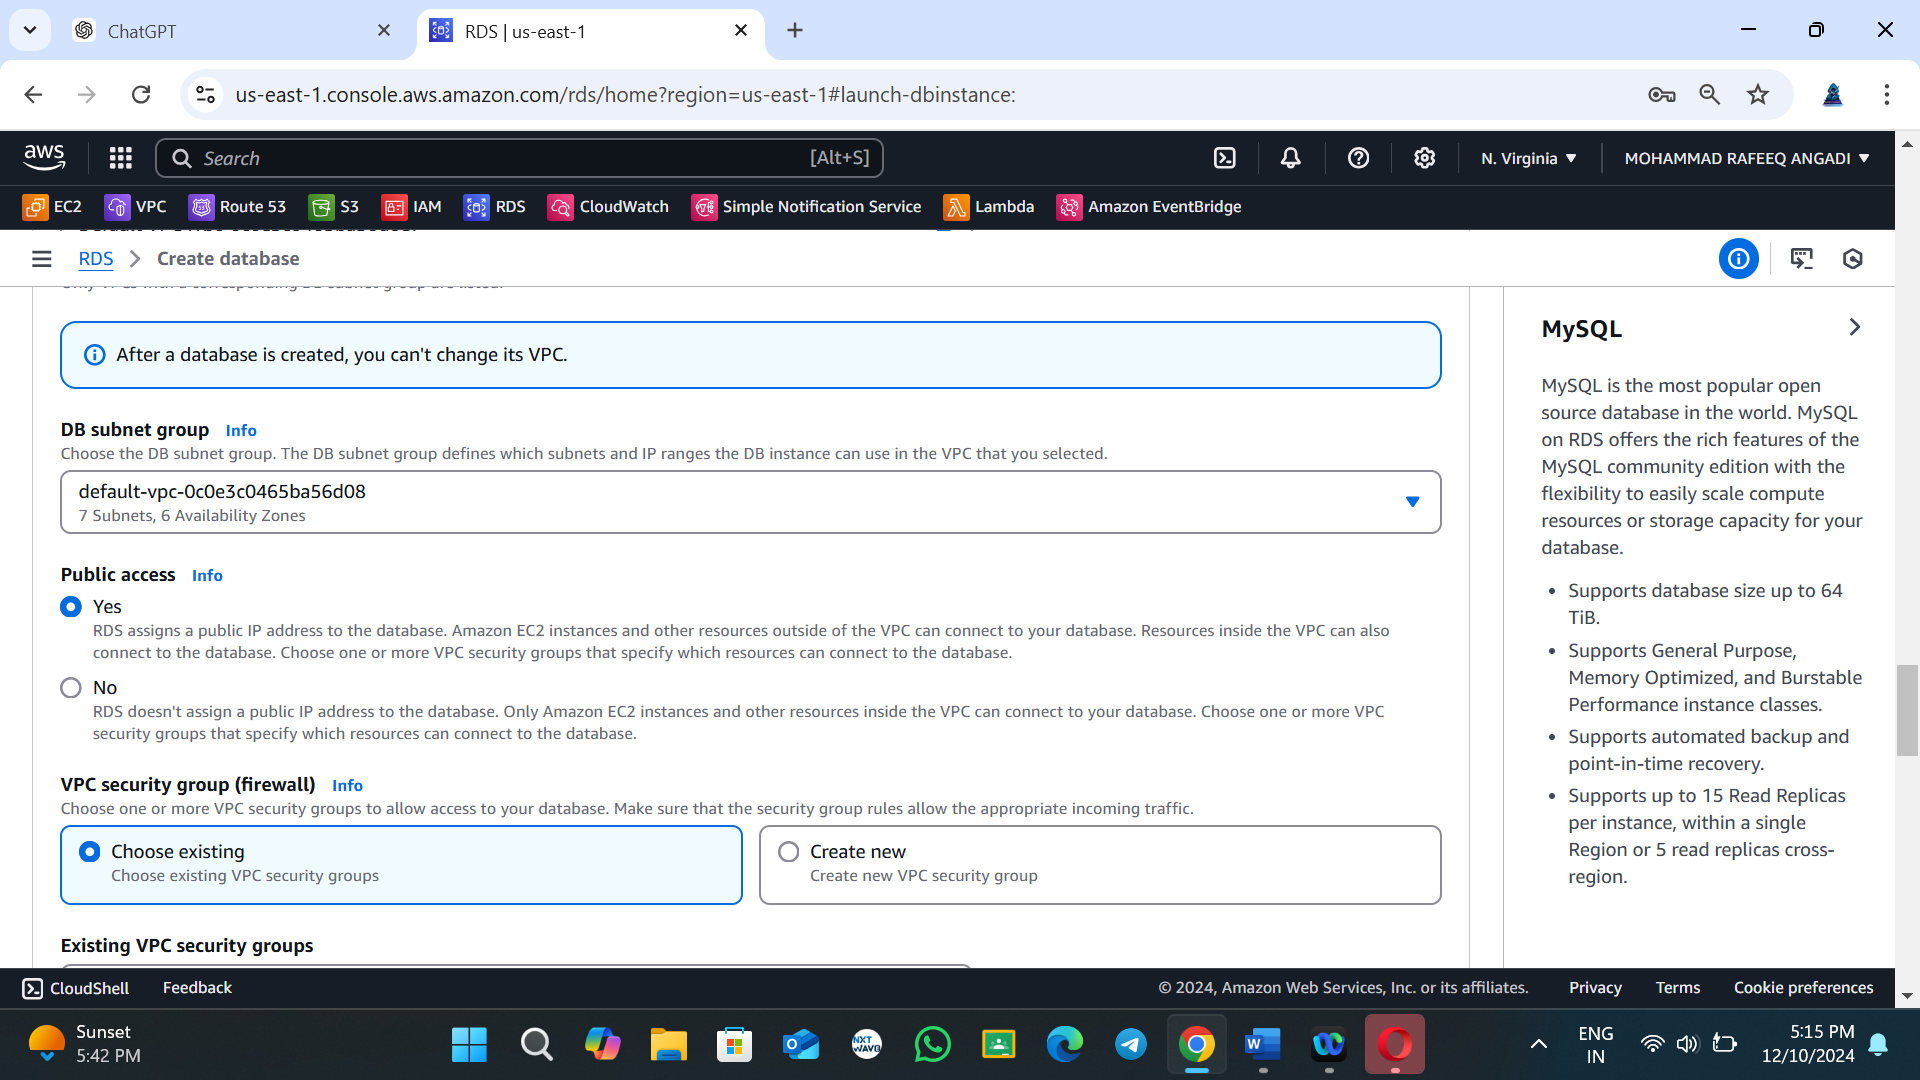 ChatGPT
RDS | us-east-1
us-east-1.console.aws.amazon.com/rds/home?region=us-east-1#launch-dbinstance:
aws
Search
[Alt+S]
N. Virginia
MOHAMMAD RAFEEQ ANGADI
EC2
VPC
Route 53
S3
IAM
RDS
CloudWatch
Simple Notification Service
Lambda
Amazon EventBridge
RDS
Create database
After a database is created, you can't change its VPC.
DB subnet group Info
Choose the DB subnet group. The DB subnet group defines which subnets and IP ranges the DB instance can use in the VPC that you selected.
default-vpc-0c0e3c0465ba56d08
7 Subnets, 6 Availability Zones
Public access Info
Yes
RDS assigns a public IP address to the database. Amazon EC2 instances and other resources outside of the VPC can connect to your database. Resources inside the VPC can also
connect to the database. Choose one or more VPC security groups that specify which resources can connect to the database.
No
RDS doesn't assign a public IP address to the database. Only Amazon EC2 instances and other resources inside the VPC can connect to your database. Choose one or more VPC
security groups that specify which resources can connect to the database.
VPC security group (firewall) Info
Choose one or more VPC security groups to allow access to your database. Make sure that the security group rules allow the appropriate incoming traffic.
Choose existing
Choose existing VPC security groups
Create new
Create new VPC security group
Existing VPC security groups
MySQL
MySQL is the most popular open
source database in the world. MySQL
on RDS offers the rich features of the
MySQL community edition with the
flexibility to easily scale compute
resources or storage capacity for your
database.
• Supports database size up to 64
TiB.
• Supports General Purpose,
Memory Optimized, and Burstable
Performance instance classes.
• Supports automated backup and
point-in-time recovery.
• Supports up to 15 Read Replicas
per instance, within a single
Region or 5 read replicas cross-
region.
CloudShell
Feedback
© 2024, Amazon Web Services, Inc. or its affiliates.
Privacy
Terms
Cookie preferences
Sunset
5:42 PM
NXT
WAVE
ENG
IN
5:15 PM
12/10/2024